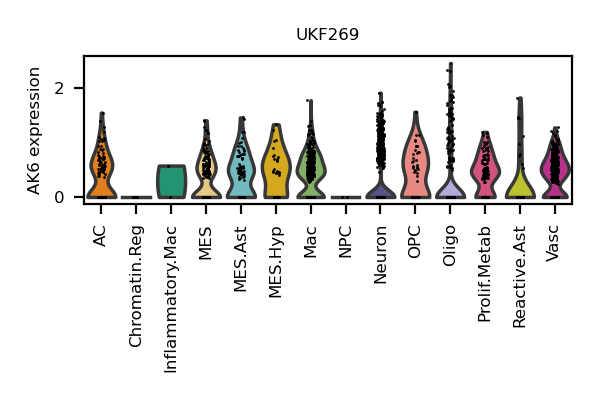 UKF269
AK6 expression
2
0
AC
Chromatin.Reg
Inflammatory.Mac
MES
MES.Ast
MES.Hyp
Mac
NPC
Neuron
OPC
Oligo
Prolif.Metab
Reactive.Ast
Vasc